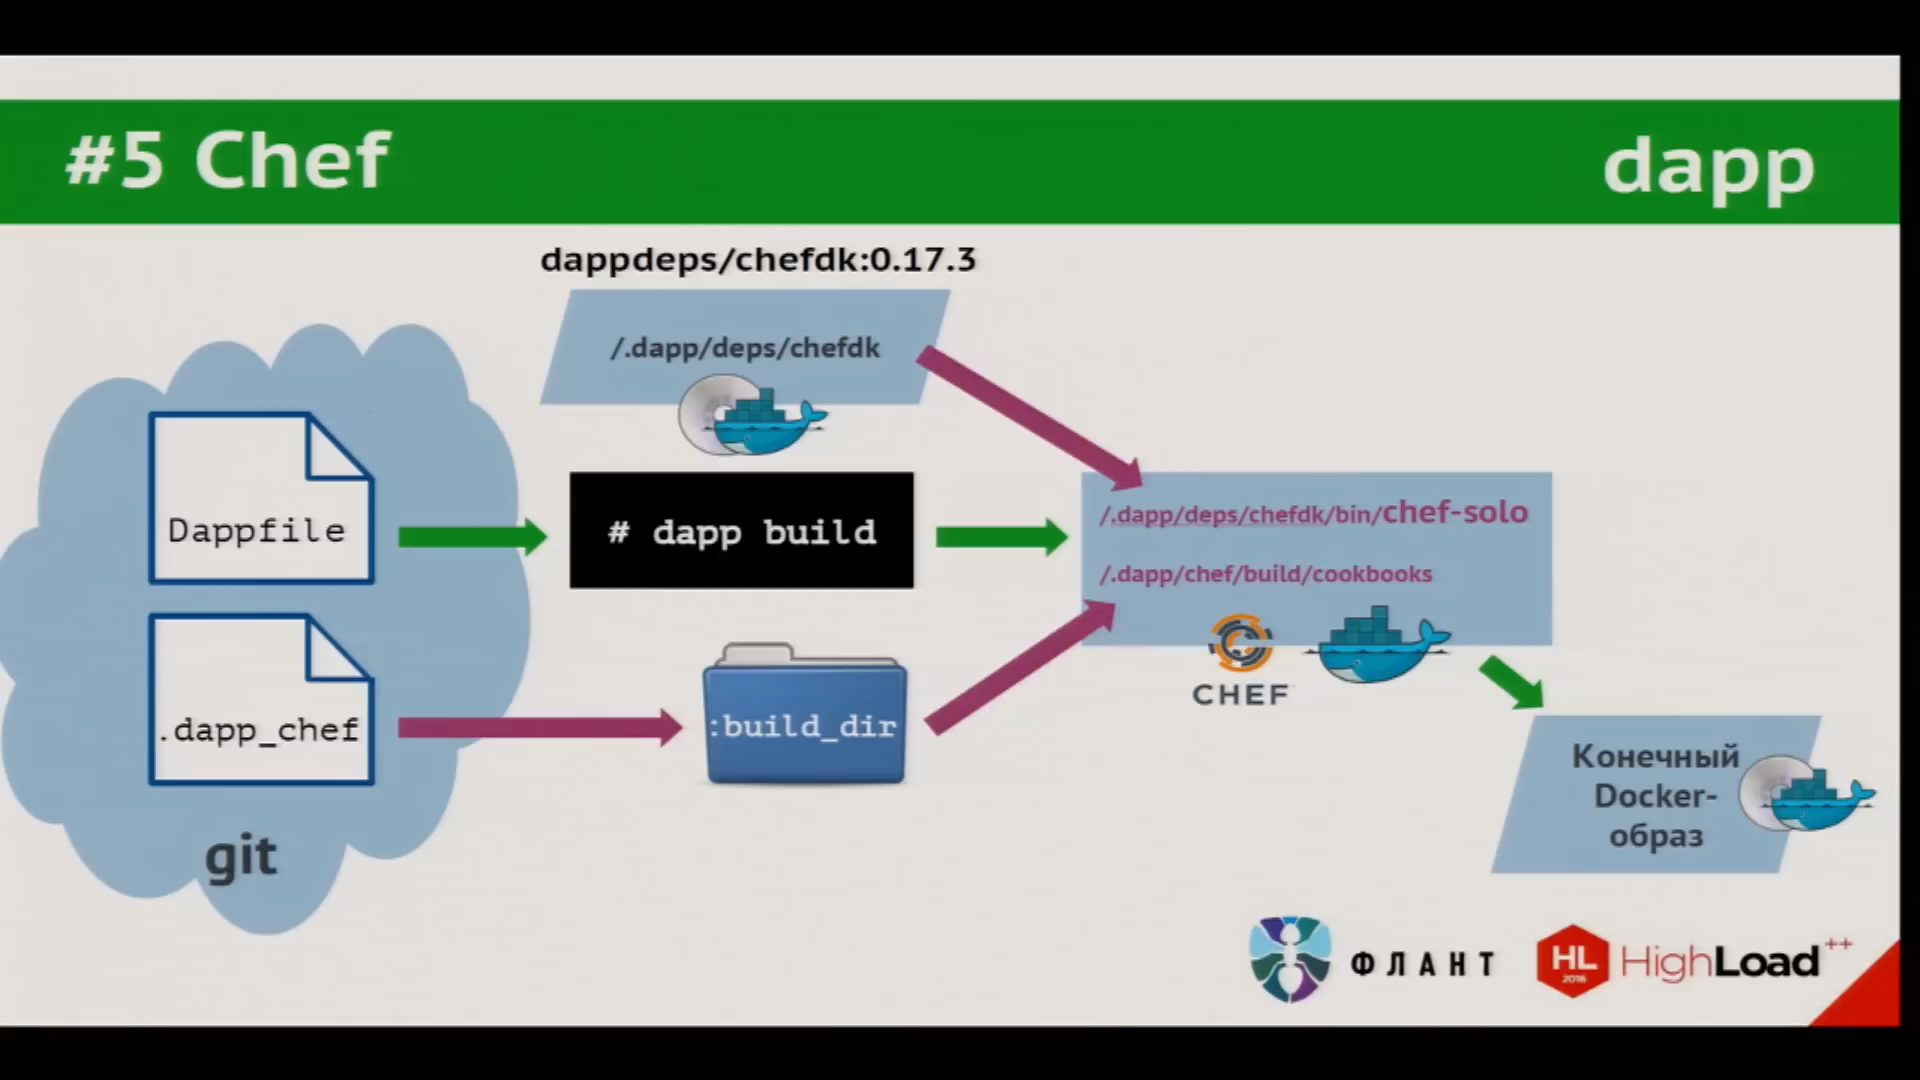 #5 Chef
dapp
dappdeps/chefdk:0.17.3
/.dapp/deps/chefdk
Dappfile
# dapp build
/.dapp/deps/chefdk/bin/chef-solo
/.dapp/chef/build/cookbooks
CHEF
.dapp_chef
:build_dir
git
Конечный
Docker-
образ
ФЛАНТ
HL
2016
HighLoad++